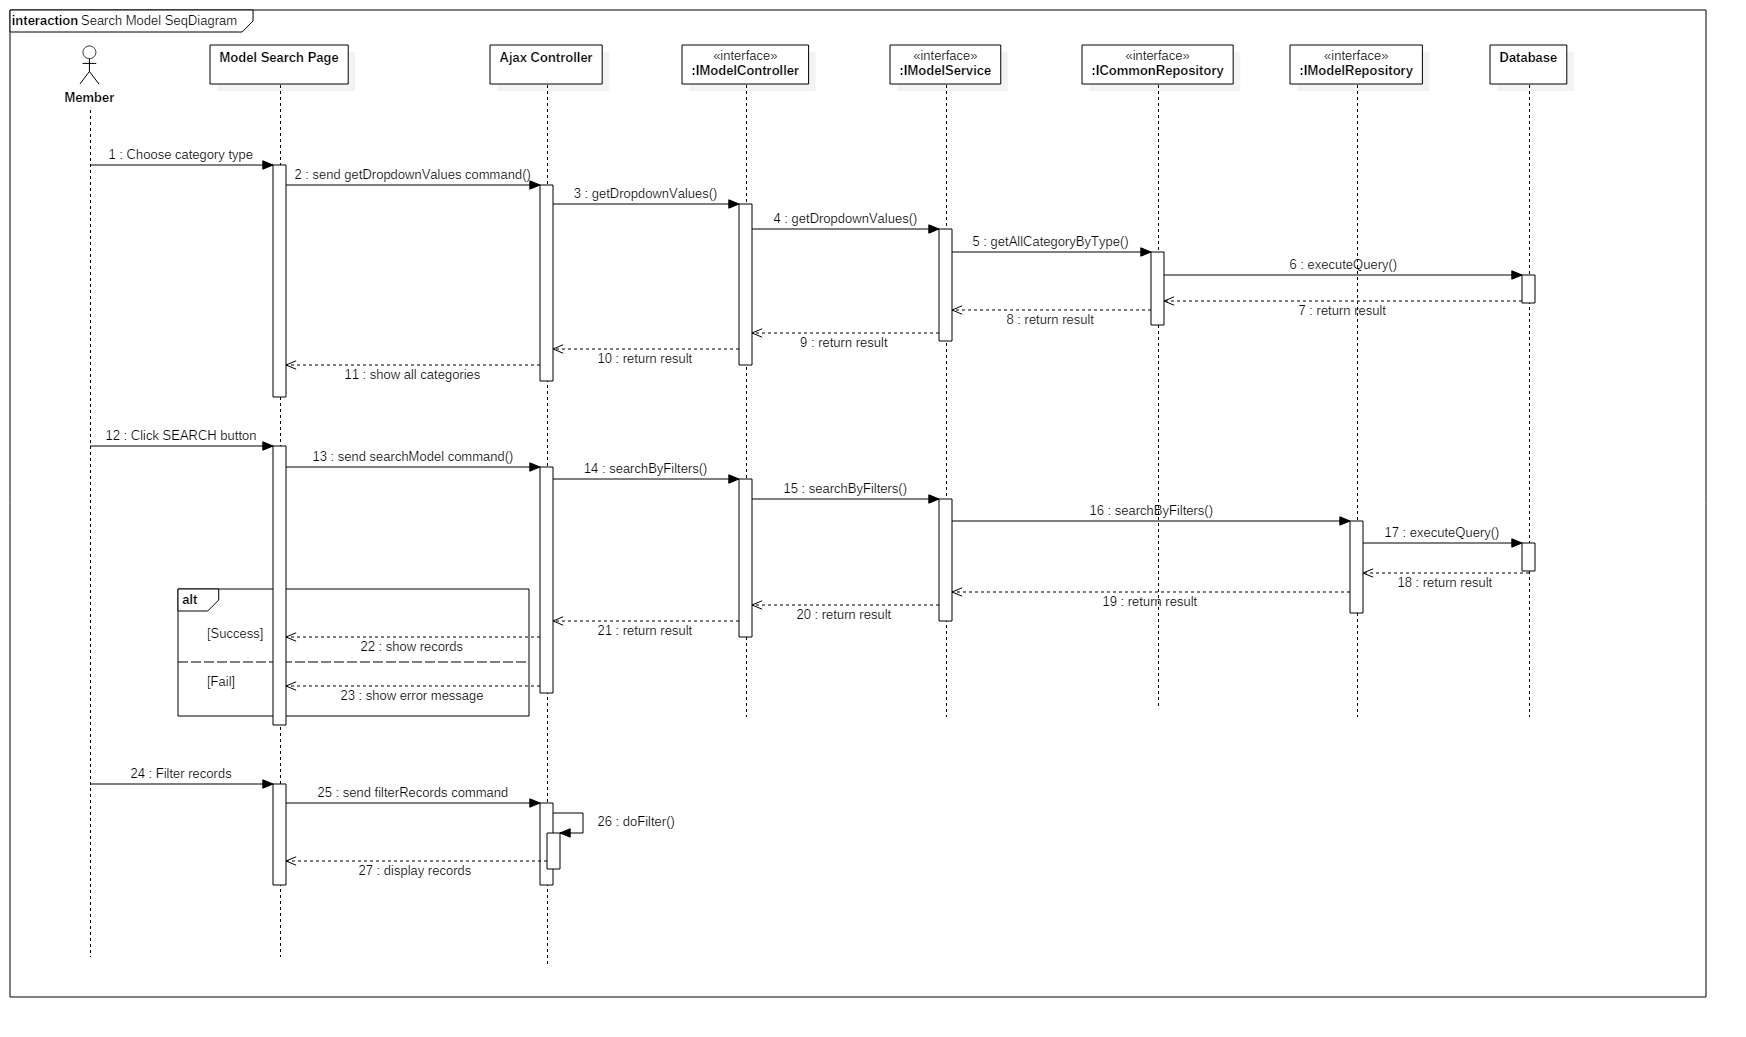 interaction Search Model SeqDiagram
Member
Model Search Page
Ajax Controller
«interface»
:IModelController
«interface»
:IModelService
«interface»
:ICommonRepository
«interface»
:IModelRepository
Database
1 : Choose category type
2 : send getDropdownValues command()
3 : getDropdownValues()
4 : getDropdownValues()
5 : getAllCategoryByType()
6 : executeQuery()
7 : return result
8 : return result
9 : return result
10 : return result
11 : show all categories
12 : Click SEARCH button
13 : send searchModel command()
14 : searchByFilters()
15 : searchByFilters()
16 : searchByFilters()
17 : executeQuery()
18 : return result
19 : return result
20 : return result
21 : return result
alt
[Success]
22 : show records
[Fail]
23 : show error message
24 : Filter records
25 : send filterRecords command
26 : doFilter()
27 : display records